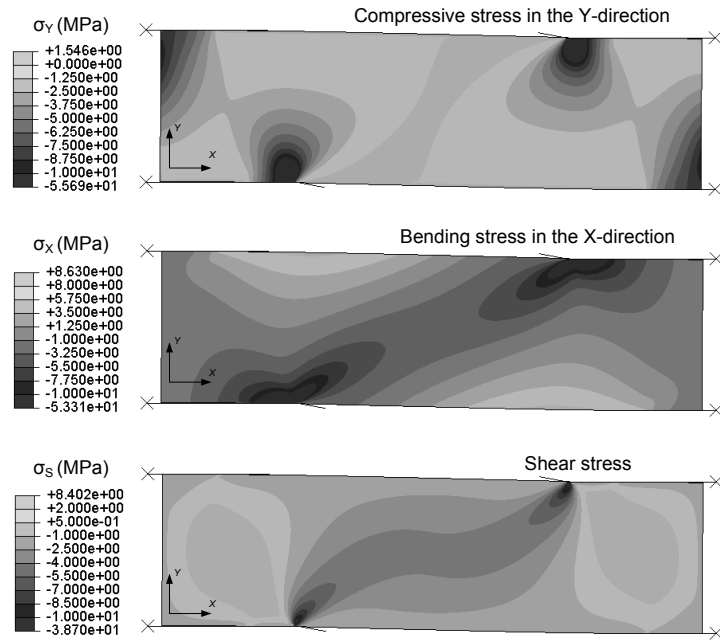 Compressive stress in the Y-direction
σY (MPa)
+1.546e+00
+0.000e+00
-1.250e+00
-2.500e+00
-3.750e+00
-5.000e+00
-6.250e+00
-7.500e+00
-8.750e+00
-1.000e+01
-5.569e+01
Y
X
Bending stress in the X-direction
σX (MPa)
+8.630e+00
+8.000e+00
+5.750e+00
+3.500e+00
+1.250e+00
-1.000e+00
-3.250e+00
-5.500e+00
-7.750e+00
-1.000e+01
-5.331e+01
Y
X
Shear stress
σS (MPa)
+8.402e+00
+2.000e+00
+5.000e-01
-1.000e+00
-2.500e+00
-4.000e+00
-5.500e+00
-7.000e+00
-8.500e+00
-1.000e+01
-3.870e+01
Y
X